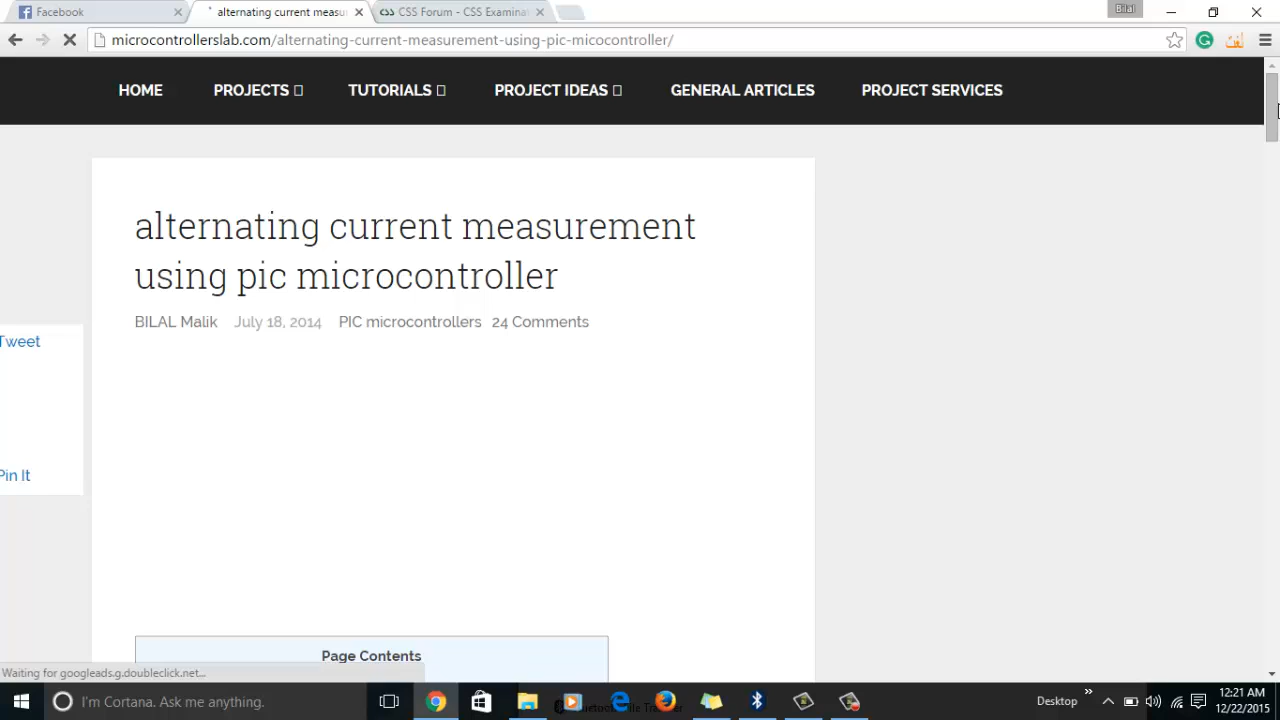 Facebook
alternating current measu
CSS Forum - CSS Examinat
Bilal
microcontrollerslab.com/alternating-current-measurement-using-pic-micocontroller/
HOME
PROJECTS
TUTORIALS
PROJECT IDEAS
GENERAL ARTICLES
PROJECT SERVICES
alternating current measurement
using pic microcontroller
BILAL Malik July 18, 2014 PIC microcontrollers 24 Comments
Tweet
Pin It
Page Contents
Waiting for googleads.g.doubleclick.net...
I'm Cortana. Ask me anything.
Desktop
12:21 AM
12/22/2015